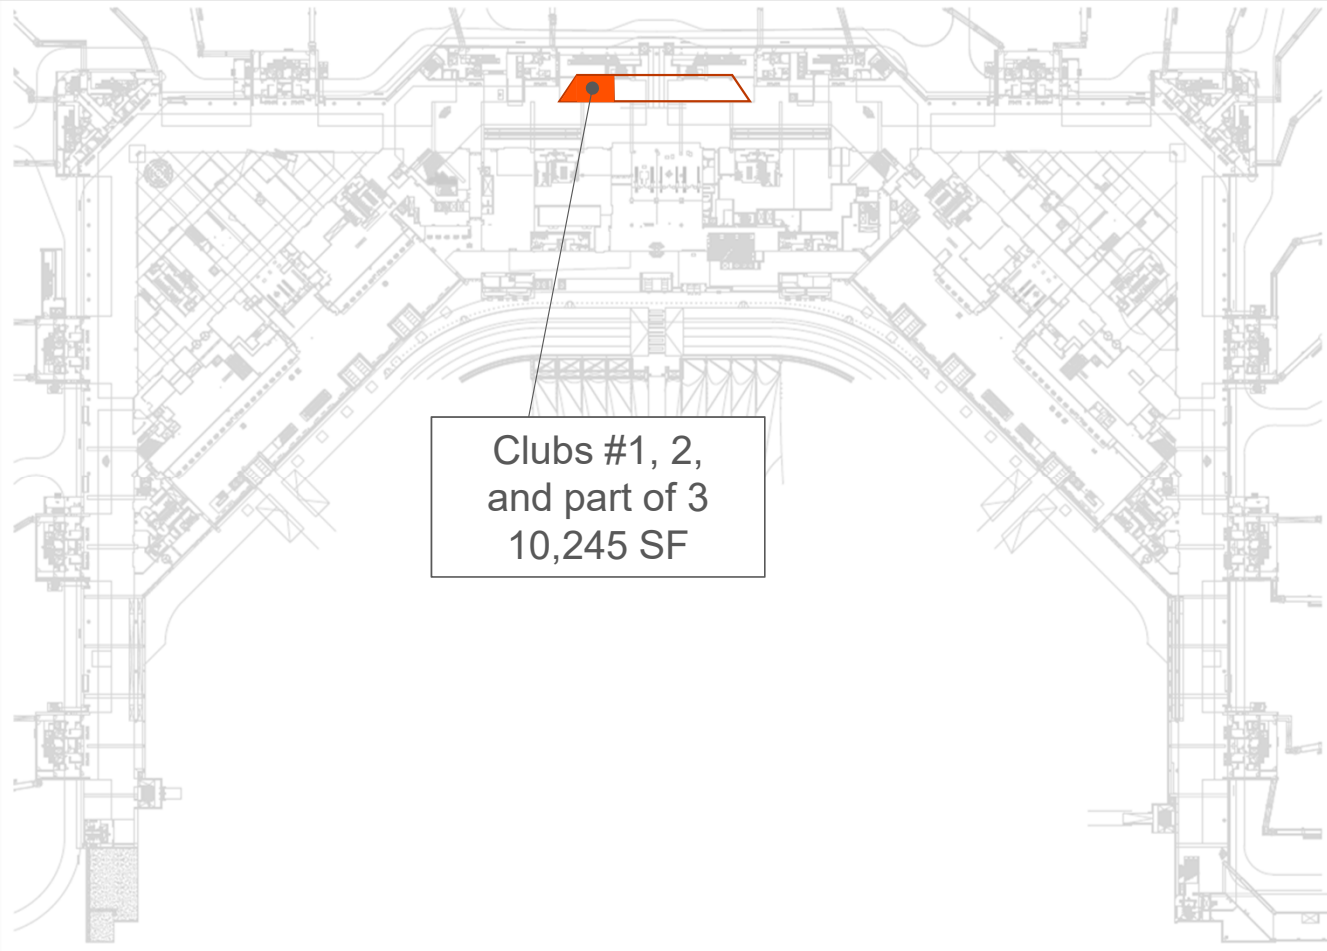 Clubs #1, 2,
and part of 3
10,245 SF